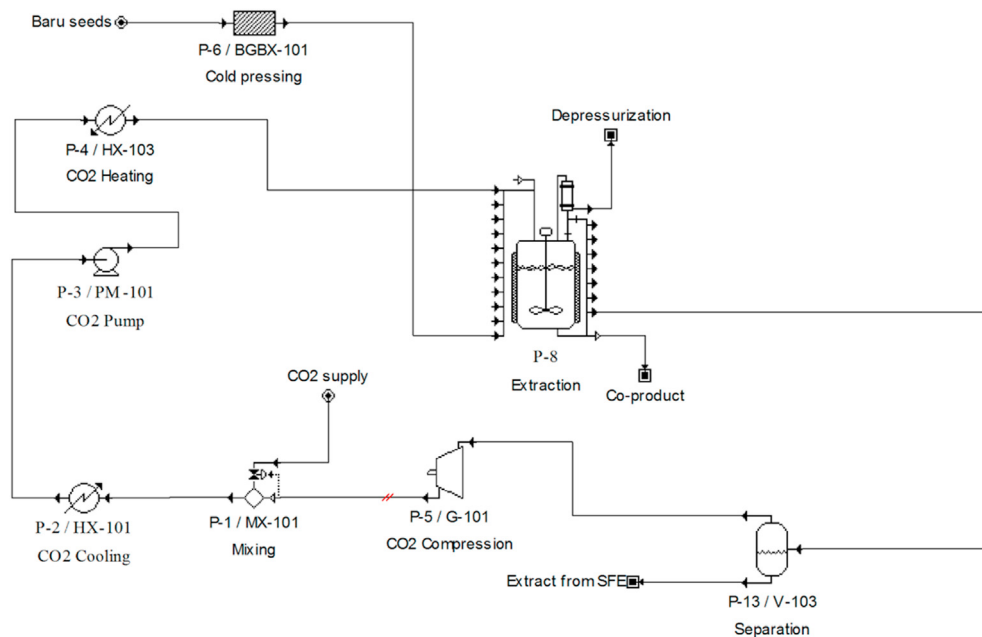 Baru seeds
P-6 / BGBX-101
Cold pressing
Depressurization
P-4 / HX-103
CO2 Heating
P-3 / PM -101
CO2 Pump
P-8
Extraction
CO2 supply
Co-product
P-2 / HX-101
CO2 Cooling
P-1 / MX-101
Mixing
P-5 / G-101
CO2 Compression
Extract from SFE
P-13 / V-103
Separation